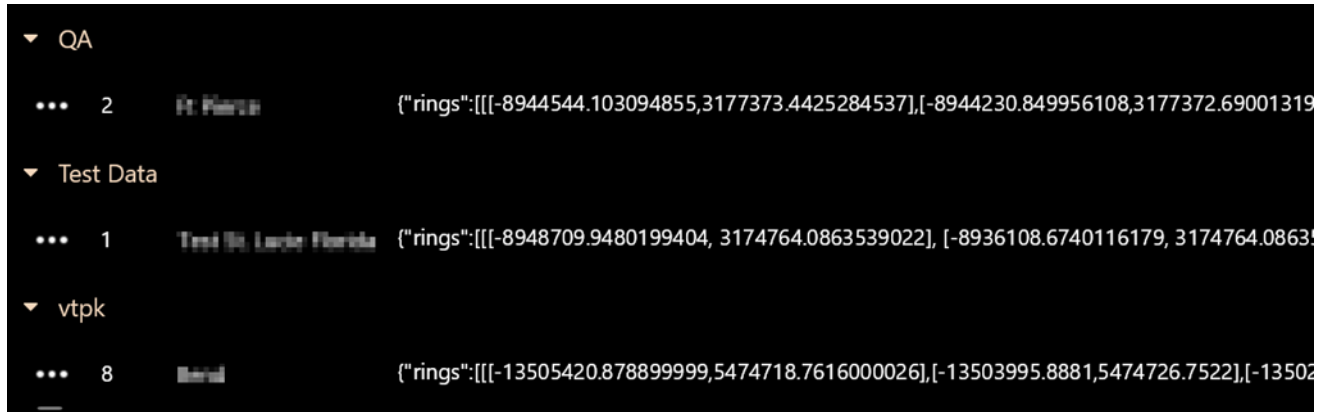 QA
2 {"rings":[[[-8944544.103094855,3177373.4425284537],[-8944230.849956108,3177372.69001319
Test Data
1 {"rings":[[[-8948709.9480199404, 3174764.0863539022], [-8936108.6740116179, 3174764.0863
vtpk
8 {"rings":[[[-13505420.878899999,5474718.7616000026],[-13503995.8881,5474726.7522],[-13502